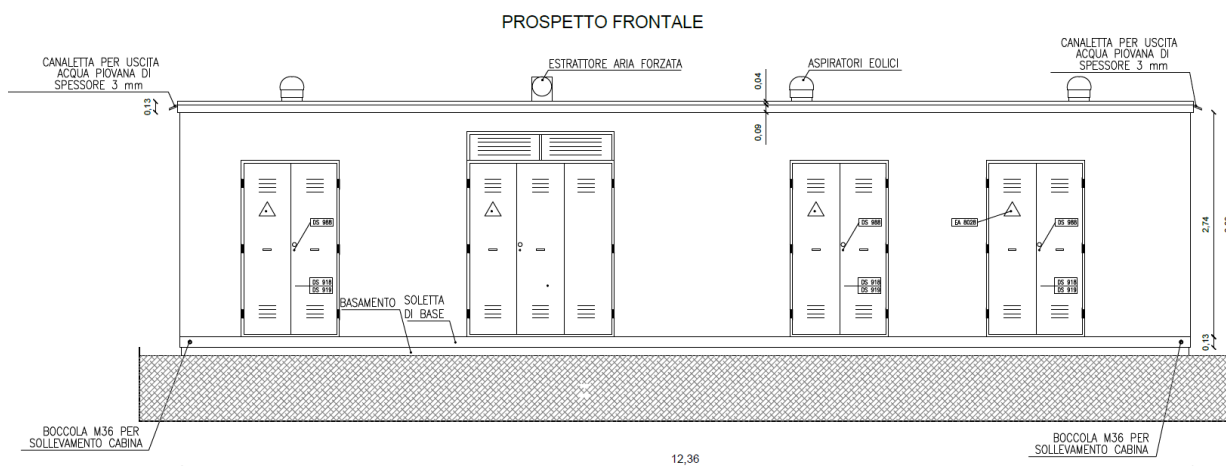 PROSPETTO FRONTALE
CANALETTA PER USCITA
ACQUA PIOVANA DI
SPESSORE 3 mm
ESTRATTORE ARIA FORZATA
ASPIRATORI EOLICI
CANALETTA PER USCITA
ACQUA PIOVANA DI
SPESSORE 3 mm
0,13
0,04
0,09
DS 988
DS 988
EA 8028
DS 988
2,74
DS 918
DS 919
DS 918
DS 919
DS 918
DS 919
BASAMENTO
SOLETTA
DI BASE
0,13
BOCCOLA M36 PER
SOLLEVAMENTO CABINA
BOCCOLA M36 PER
SOLLEVAMENTO CABINA
12,36